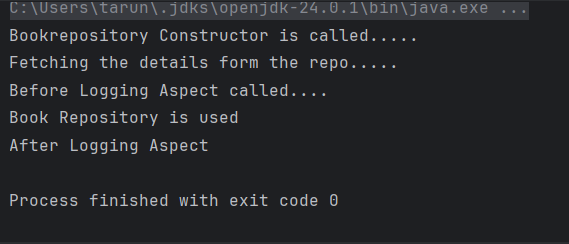 C:\Users\tarun\.jdks\openjdk-24.0.1\bin\java.exe ...
Bookrepository Constructor is called.....
Fetching the details form the repo.....
Before Logging Aspect called....
Book Repository is used
After Logging Aspect
Process finished with exit code 0